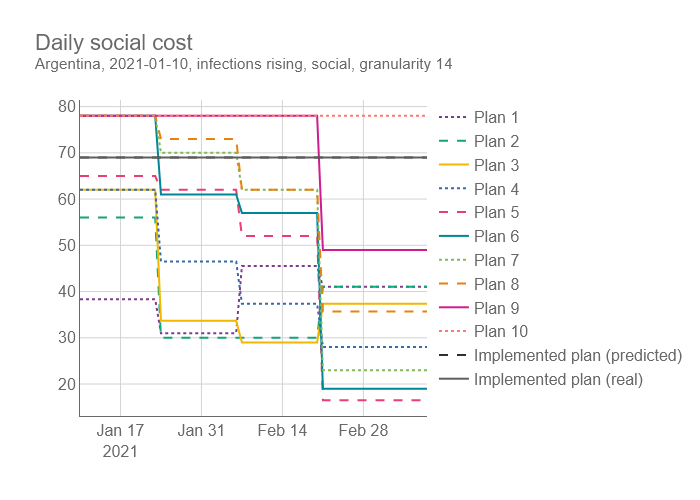 Daily social cost
Argentina, 2021-01-10, infections rising, social, granularity 14
80
70
60
50
40
30
20
Jan 17
2021
Jan 31
Feb 14
Feb 28
Plan 1
Plan 2
Plan 3
Plan 4
Plan 5
Plan 6
Plan 7
Plan 8
Plan 9
Plan 10
Implemented plan (predicted)
Implemented plan (real)